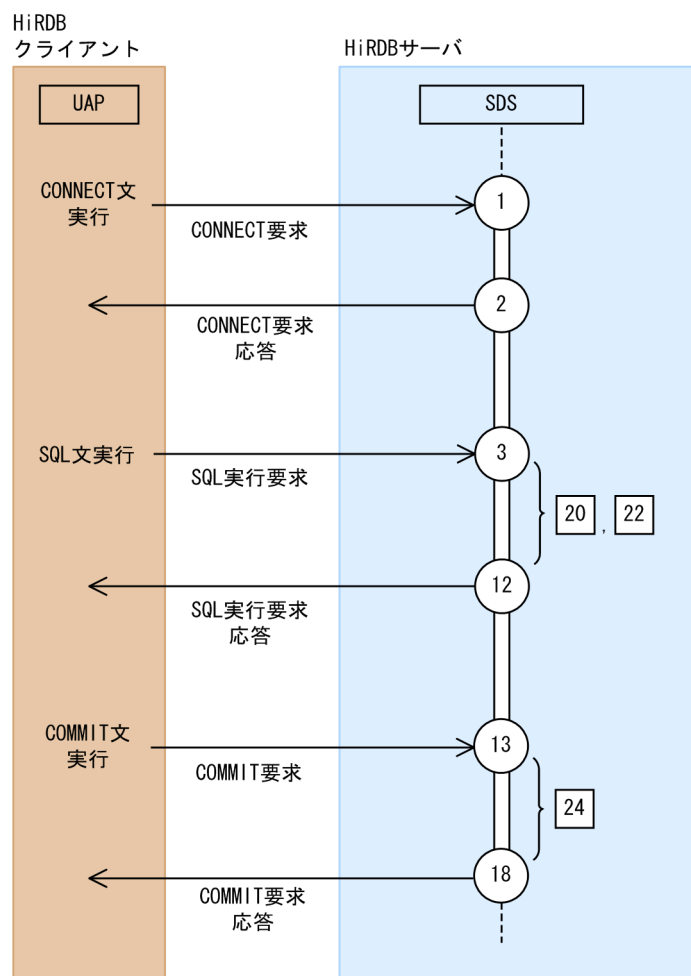 HiRDB
クライアント
HiRDBサーバ
UAP
SDS
CONNECT文
実行
1
CONNECT要求
2
CONNECT要求
応答
SQL文実行
3
SQL実行要求
20 , 22
12
SQL実行要求
応答
COMMIT文
実行
13
COMMIT要求
24
18
COMMIT要求
応答